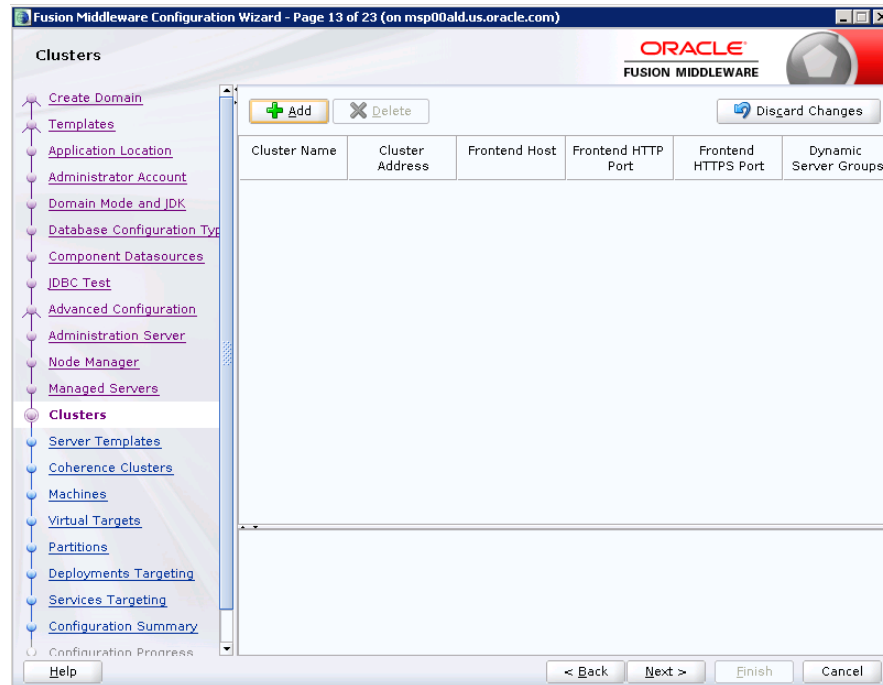 Fusion Middleware Configuration Wizard - Page 13 of 23 (on msp00ald.us.oracle.com)
Clusters
ORACLE
FUSION MIDDLEWARE
Create Domain
Templates
Application Location
Administrator Account
Domain Mode and JDK
Database Configuration Typ
Component Datasources
JDBC Test
Advanced Configuration
Administration Server
Node Manager
Managed Servers
Clusters
Server Templates
Coherence Clusters
Machines
Virtual Targets
Partitions
Deployments Targeting
Services Targeting
Configuration Summary
Configuration Progress
Add Delete Discard Changes
Cluster Name Cluster Address Frontend Host Frontend HTTP Port Frontend HTTPS Port Dynamic Server Groups
Help < Back Next > Finish Cancel